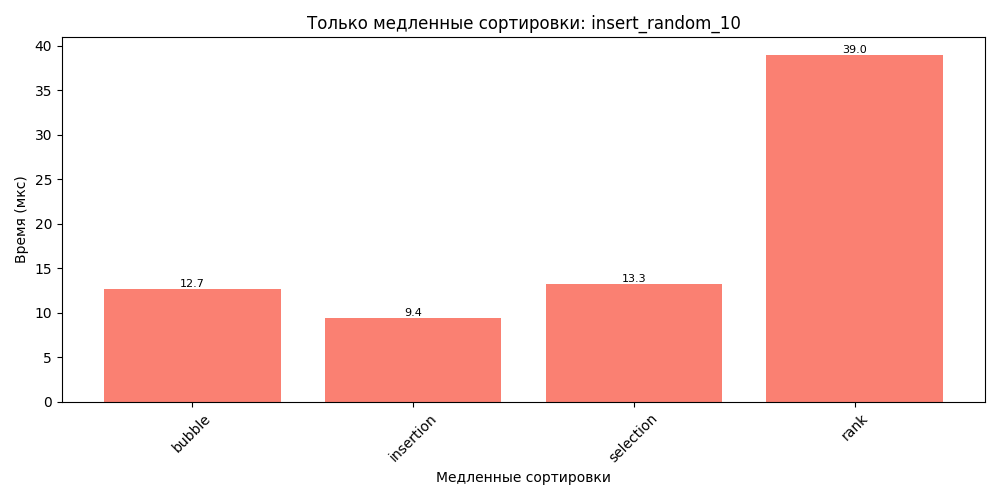 Только медленные сортировки: insert_random_10
Время (мкс)
40
35
30
25
20
15
10
5
0
12.7
9.4
13.3
39.0
bubble
insertion
selection
rank
Медленные сортировки